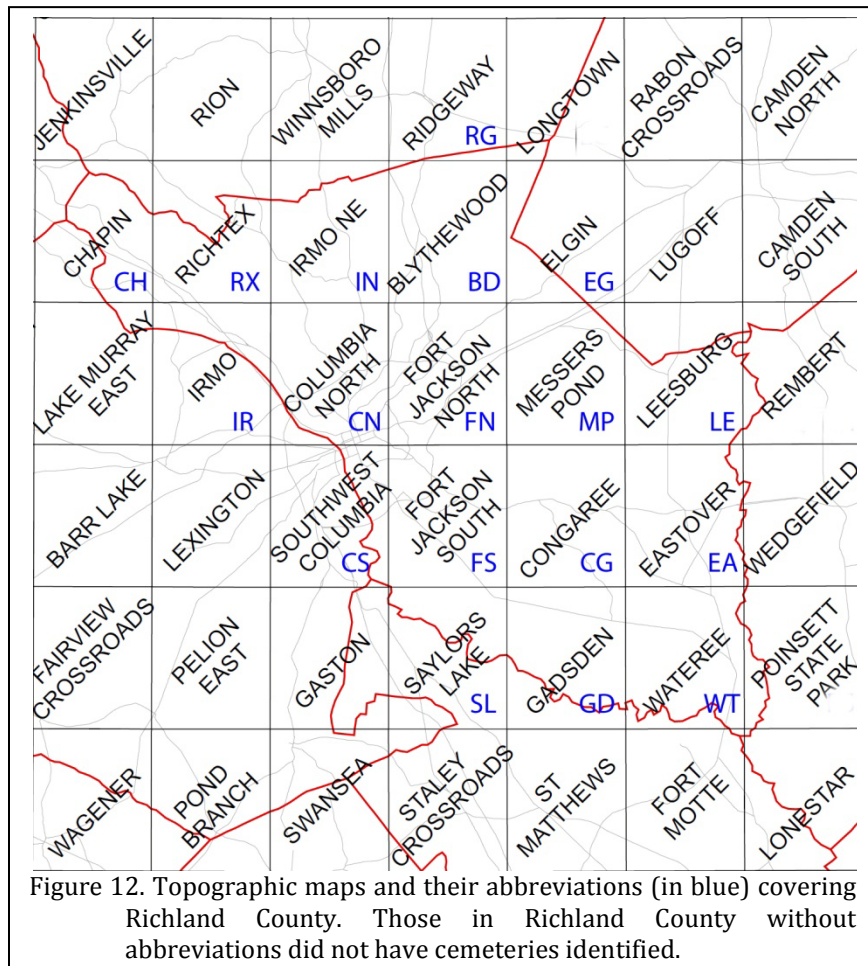 JENKINSVILLE
RION
WINNSBORO
MILLS
RIDGEWAY
RG
LONGTOWN
RABON
CROSSROADS
CAMDEN
NORTH
CHAPIN
CH
RICHTEX
RX
IRMO NE
IN
BLYTHEWOOD
BD
ELGIN
EG
LUGOFF
CAMDEN
SOUTH
LAKE MURRAY
EAST
IRMO
IR
COLUMBIA
NORTH
CN
FORT
JACKSON
NORTH
FN
MESSERS
POND
MP
LEESBURG
LE
REMBERT
BARR LAKE
LEXINGTON
SOUTHWEST
COLUMBIA
CS
FORT
JACKSON
SOUTH
FS
CONGAREE
CG
EASTOVER
EA
WEDGEFIELD
FAIRVIEW
CROSSROADS
PELION
EAST
GASTON
SAYLORS
LAKE
SL
GADSDEN
GD
WATEREE
WT
POINSETT
STATE
PARK
WAGENER
POND
BRANCH
SWANSEA
STALEY
CROSSROADS
ST
MATTHEWS
FORT
MOTTE
LONESTAR
Figure 12. Topographic maps and their abbreviations (in blue) covering
Richland County. Those in Richland County without
abbreviations did not have cemeteries identified.